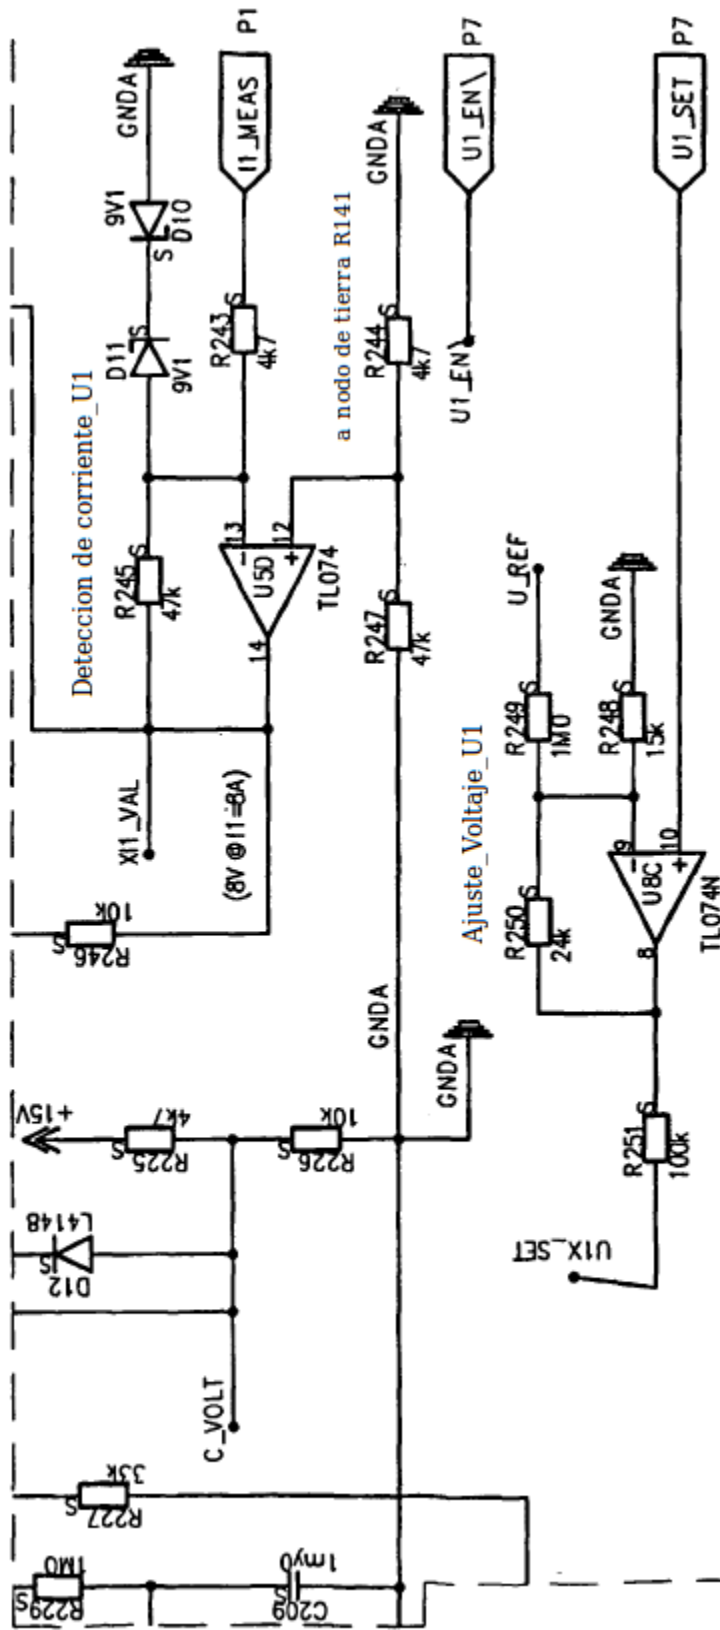 P1
GNDA
I1_MEAS
9V1
S
D10
D11
S
9V1
R243
S
4k7
Deteccion de corriente_U1
R245
S
47k
13
12
-
+
U5D
TL074
14
XI1_VAL
(8V @ I1=8A)
R246
S
10k
P7
U1_EN\
GNDA
a nodo de tierra R141
R244
S
4k7
U1_EN\
R247
S
47k
GNDA
GNDA
P7
U1_SET
U_REF
GNDA
R249
S
1M0
R248
S
15k
Ajuste_Voltaje_U1
R250
S
24k
9
10
-
+
U8C
TL074N
8
R251
S
100k
U1X_SET
+15V
R225
S
4k7
R226
S
10k
L4148
S
D12
C_VOLT
R227
S
33k
R229
S
1M0
C209
S
1my0